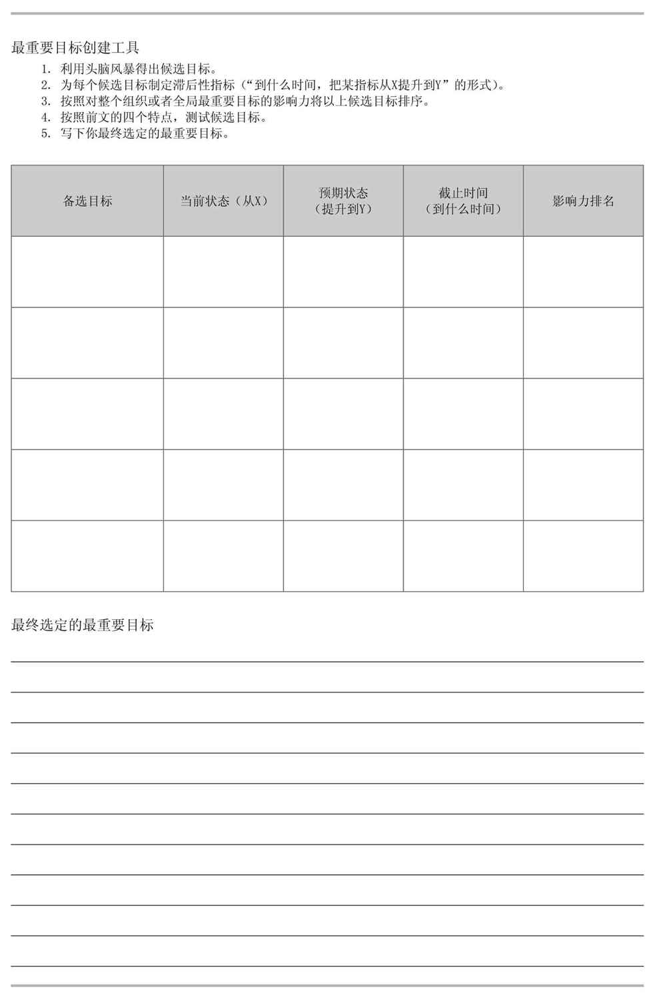 最重要目标创建工具
1. 利用头脑风暴得出候选目标。
2. 为每个候选目标制定滞后性指标（“到什么时间，把某指标从X提升到Y”的形式）。
3. 按照对整个组织或者全局最重要目标的影响力将以上候选目标排序。
4. 按照前文的四个特点，测试候选目标。
5. 写下你最终选定的最重要目标。
备选目标
当前状态（从X）
预期状态
（提升到Y）
截止时间
（到什么时间）
影响力排名
最终选定的最重要目标